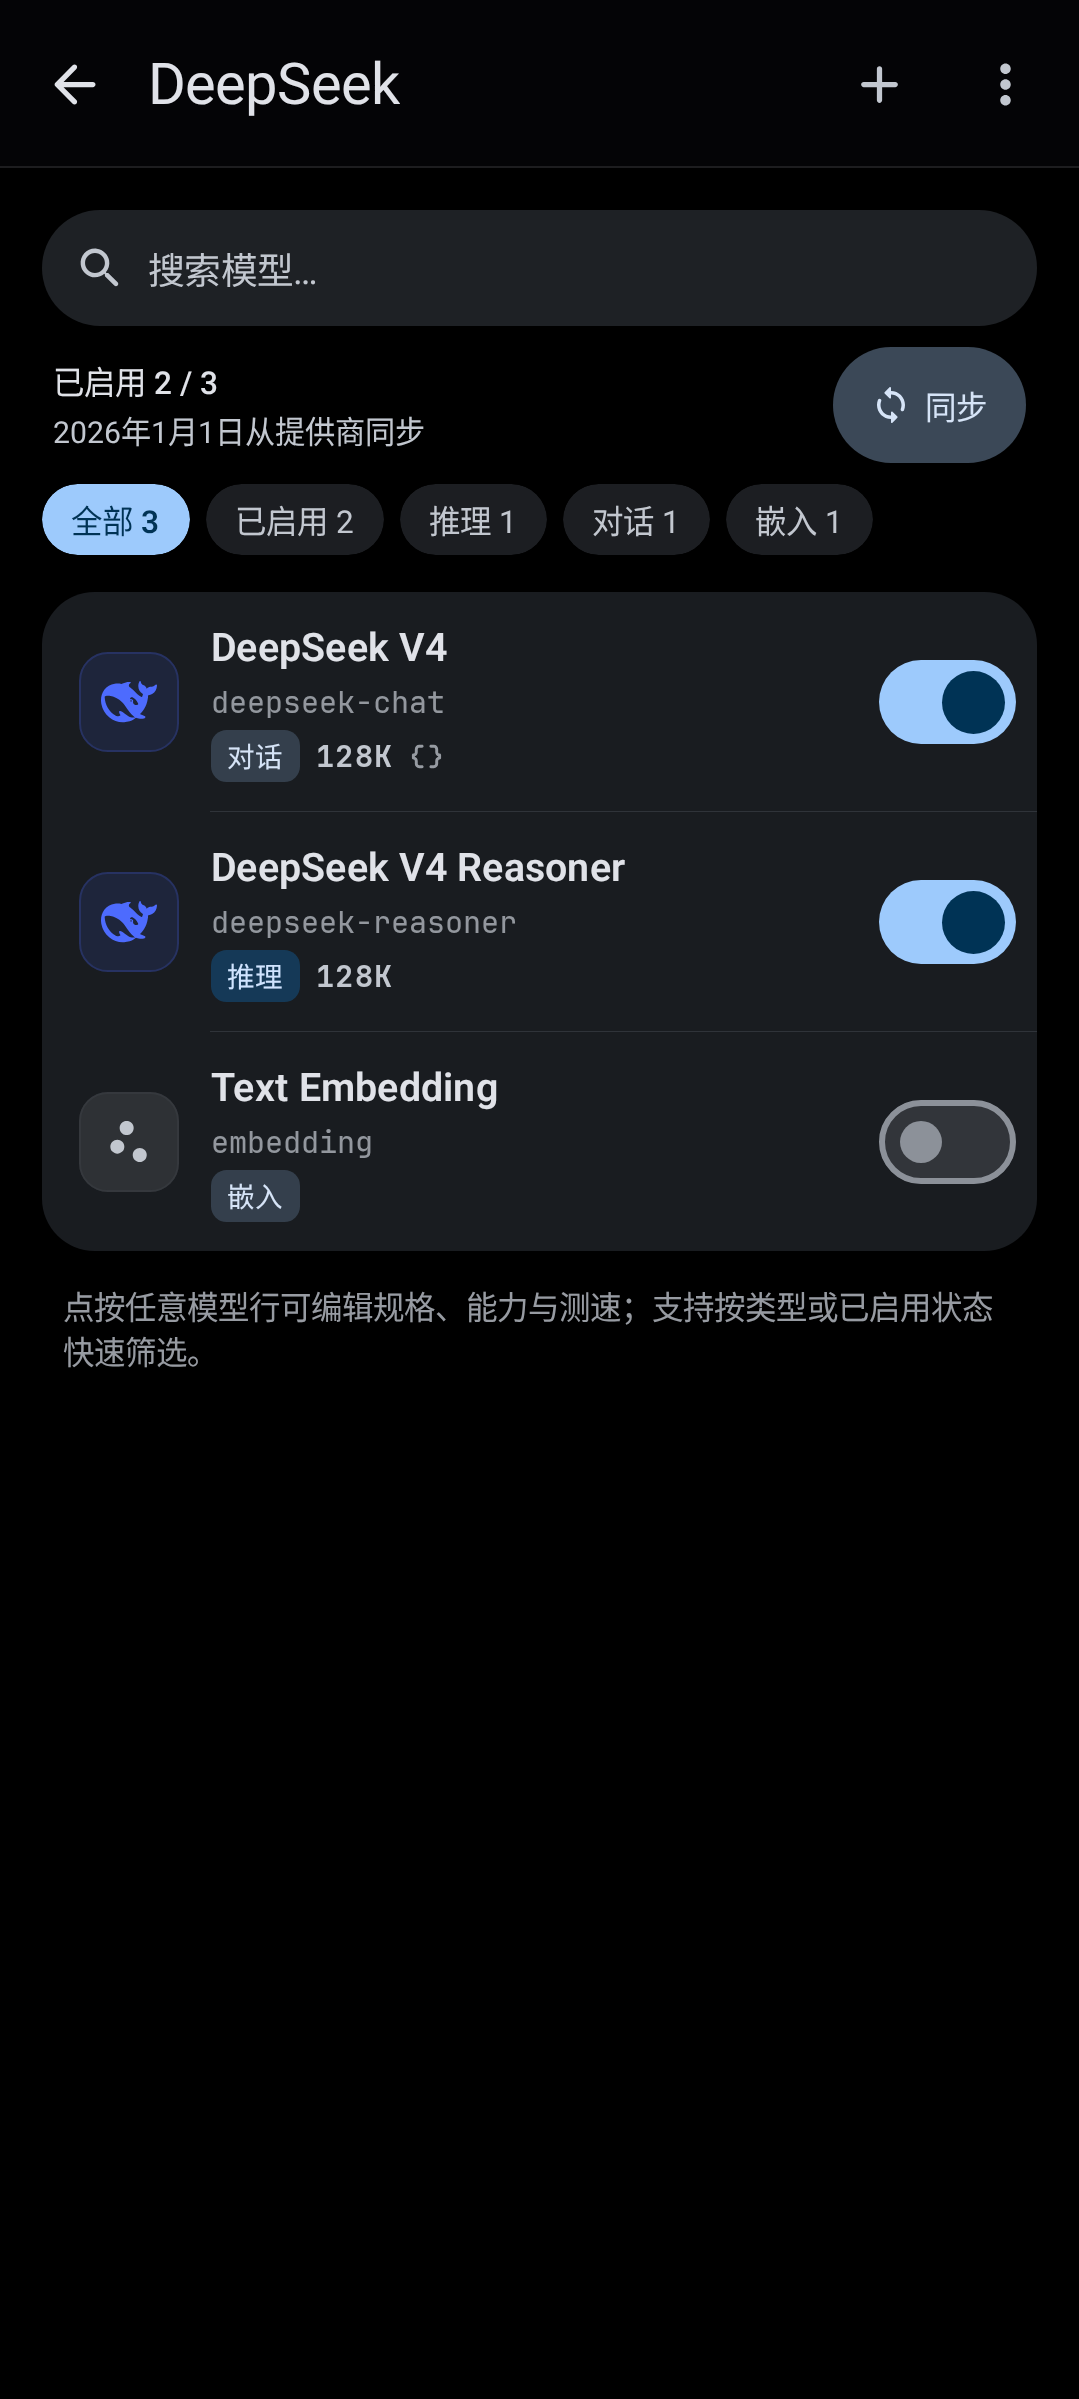 DeepSeek
搜索模型...
已启用 2 / 3
2026年1月1日从提供商同步
同步
全部 3
已启用 2
推理 1
对话 1
嵌入 1
DeepSeek V4
deepseek-chat
对话 128K {}
DeepSeek V4 Reasoner
deepseek-reasoner
推理 128K
Text Embedding
embedding
嵌入
点按任意模型行可编辑规格、能力与测速；支持按类型或已启用状态
快速筛选。